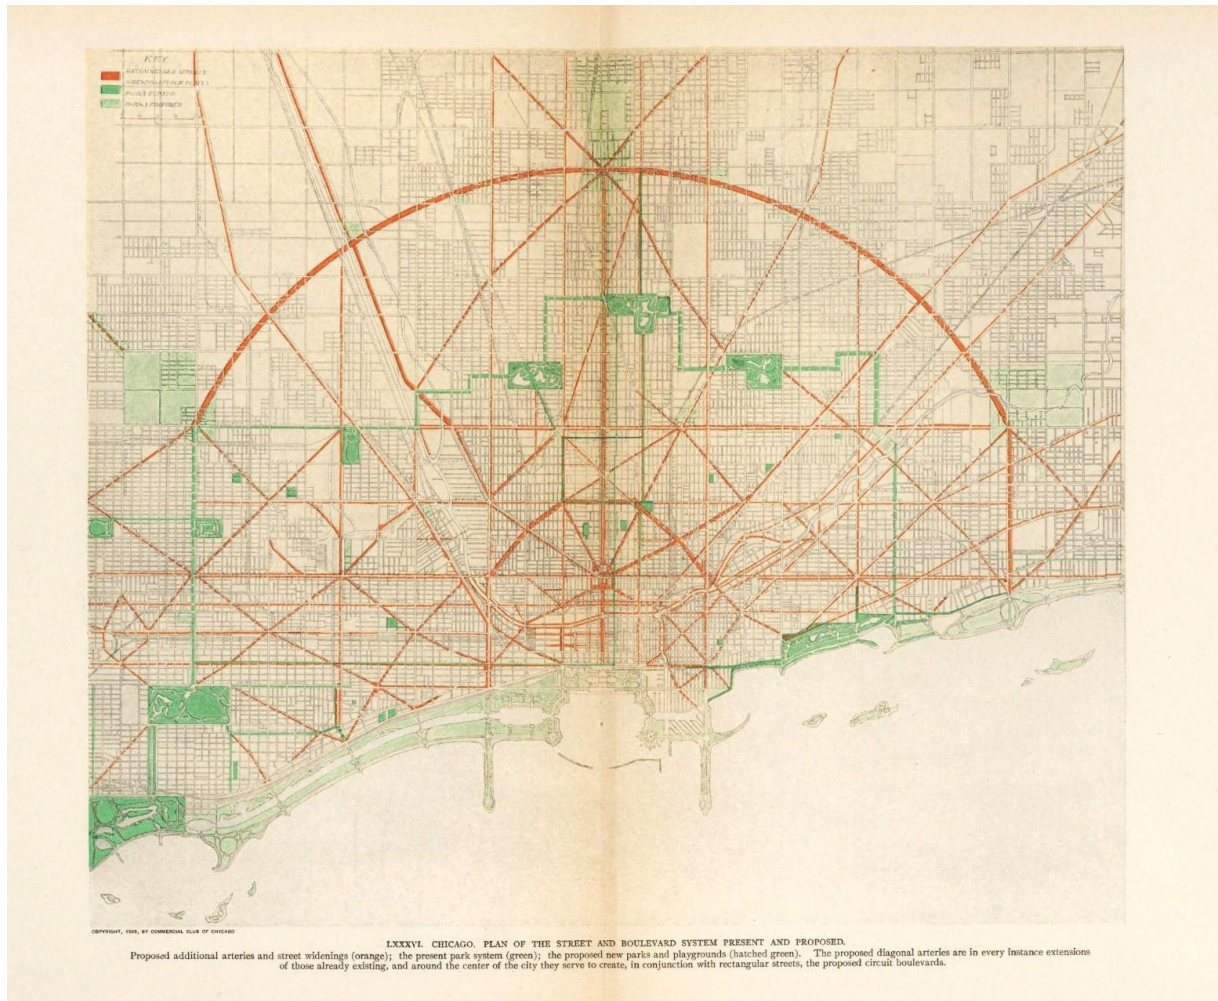 KEY
PARKS
COPYRIGHT, 1909, BY COMMERCIAL CLUB OF CHICAGO
LXXXVI. CHICAGO. PLAN OF THE STREET AND BOULEVARD SYSTEM PRESENT AND PROPOSED.
Proposed additional arteries and street widenings (orange); the present park system (green); the proposed new parks and playgrounds (hatched green). The proposed diagonal arteries are in every instance extensions
of those already existing, and around the center of the city they serve to create, in conjunction with rectangular streets, the proposed circuit boulevards.